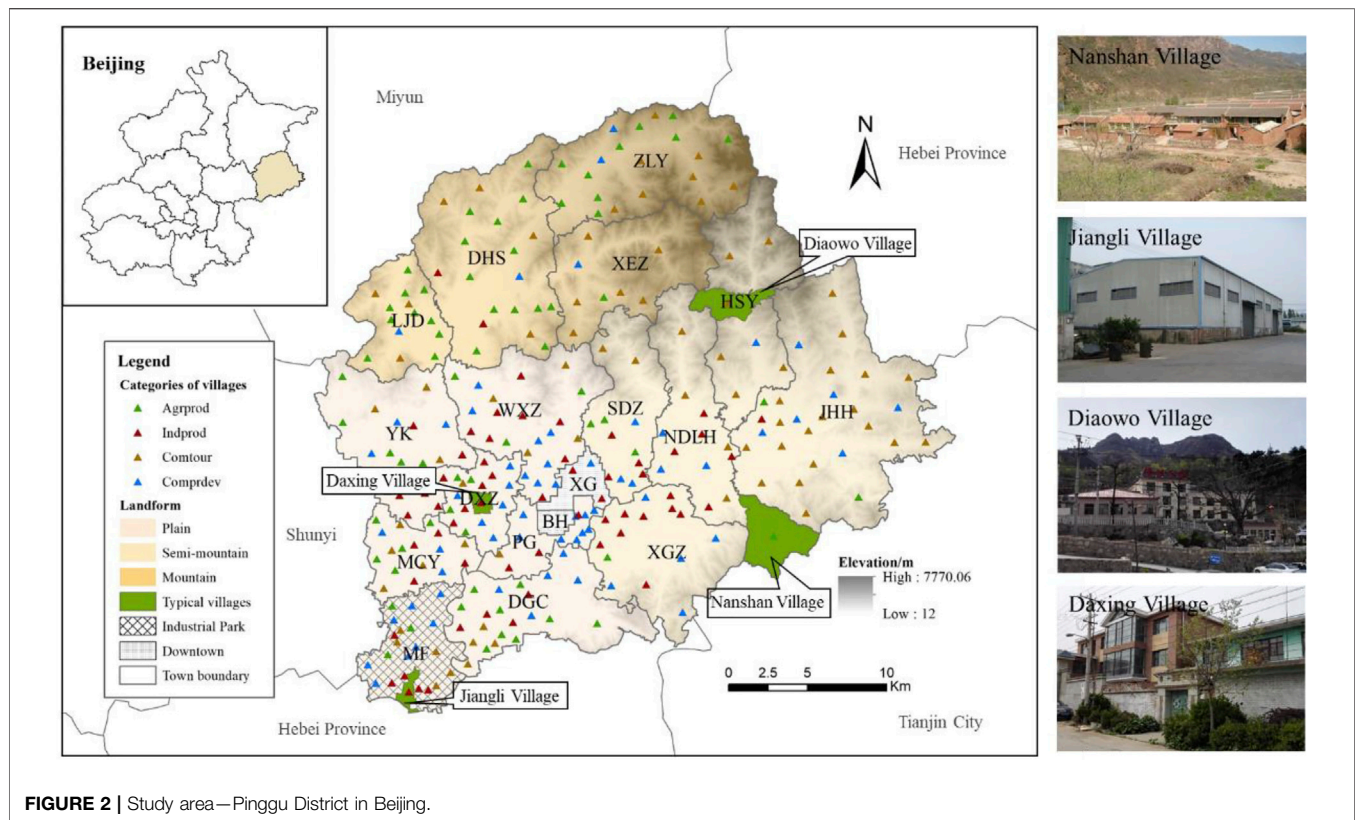 Beijing
Miyun
N
Hebei Province
ZLY
Diaowo Village
DHS
XEZ
HSY
LJD
Legend
Categories of villages
Agrprod
Indprod
Comtour
Comprdev
Landform
Plain
Semi-mountain
Mountain
Typical villages
Industrial Park
Downtown
Town boundary
WXZ
SDZ
JHH
YK
NDLH
Daxing Village
XG
DXZ
BH
Shunyi
PG
MCY
XGZ
Elevation/m
High : 7770.06
Low : 12
DGC
Nanshan Village
MF
0 2.5 5 10
Km
Jiangli Village
Hebei Province
Tianjin City
Nanshan Village
Jiangli Village
Diaowo Village
Daxing Village
FIGURE 2 | Study area—Pinggu District in Beijing.